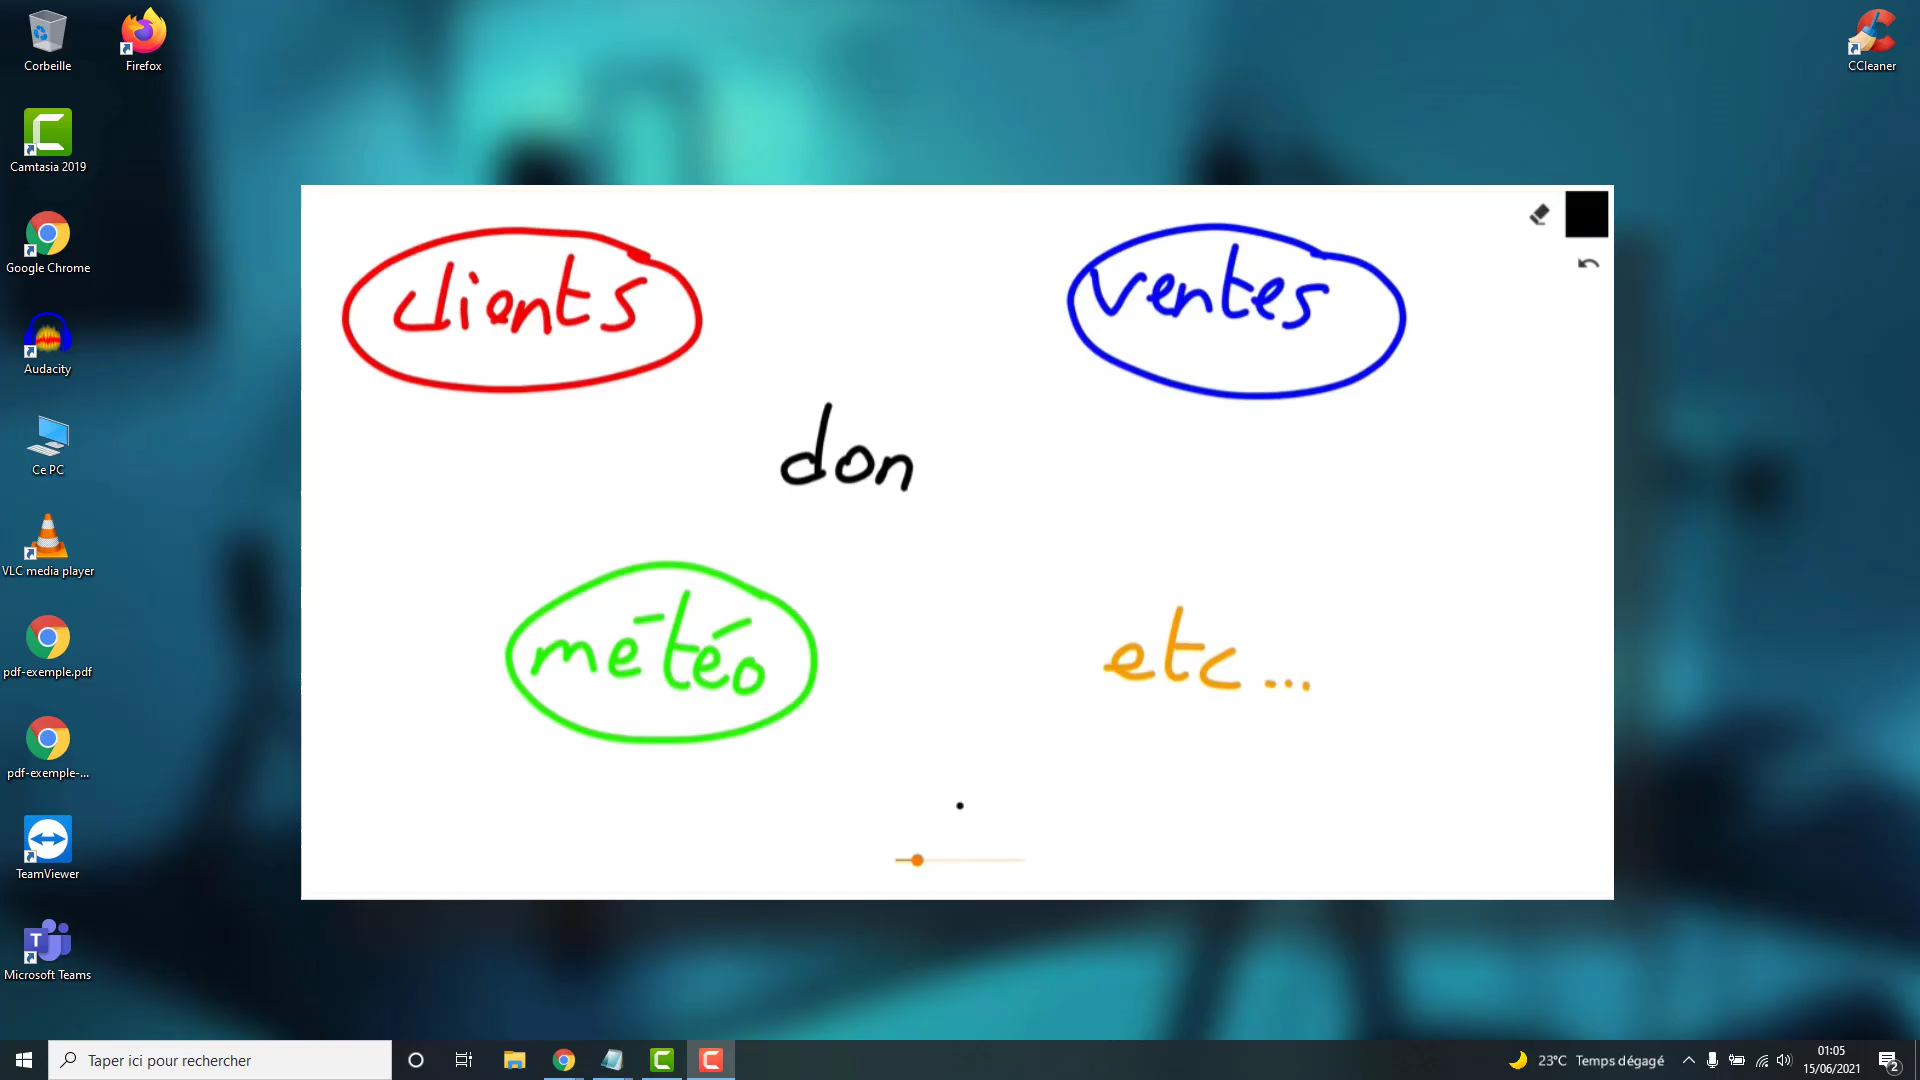 Corbeille
Firefox
CCleaner
Camtasia 2019
Google Chrome
Audacity
Ce PC
VLC media player
pdf-exemple.pdf
pdf-exemple-...
TeamViewer
T
Microsoft Teams
clients
ventes
don
météo
etc...
Taper ici pour rechercher
23°C Temps dégagé
01:05
15/06/2021
2